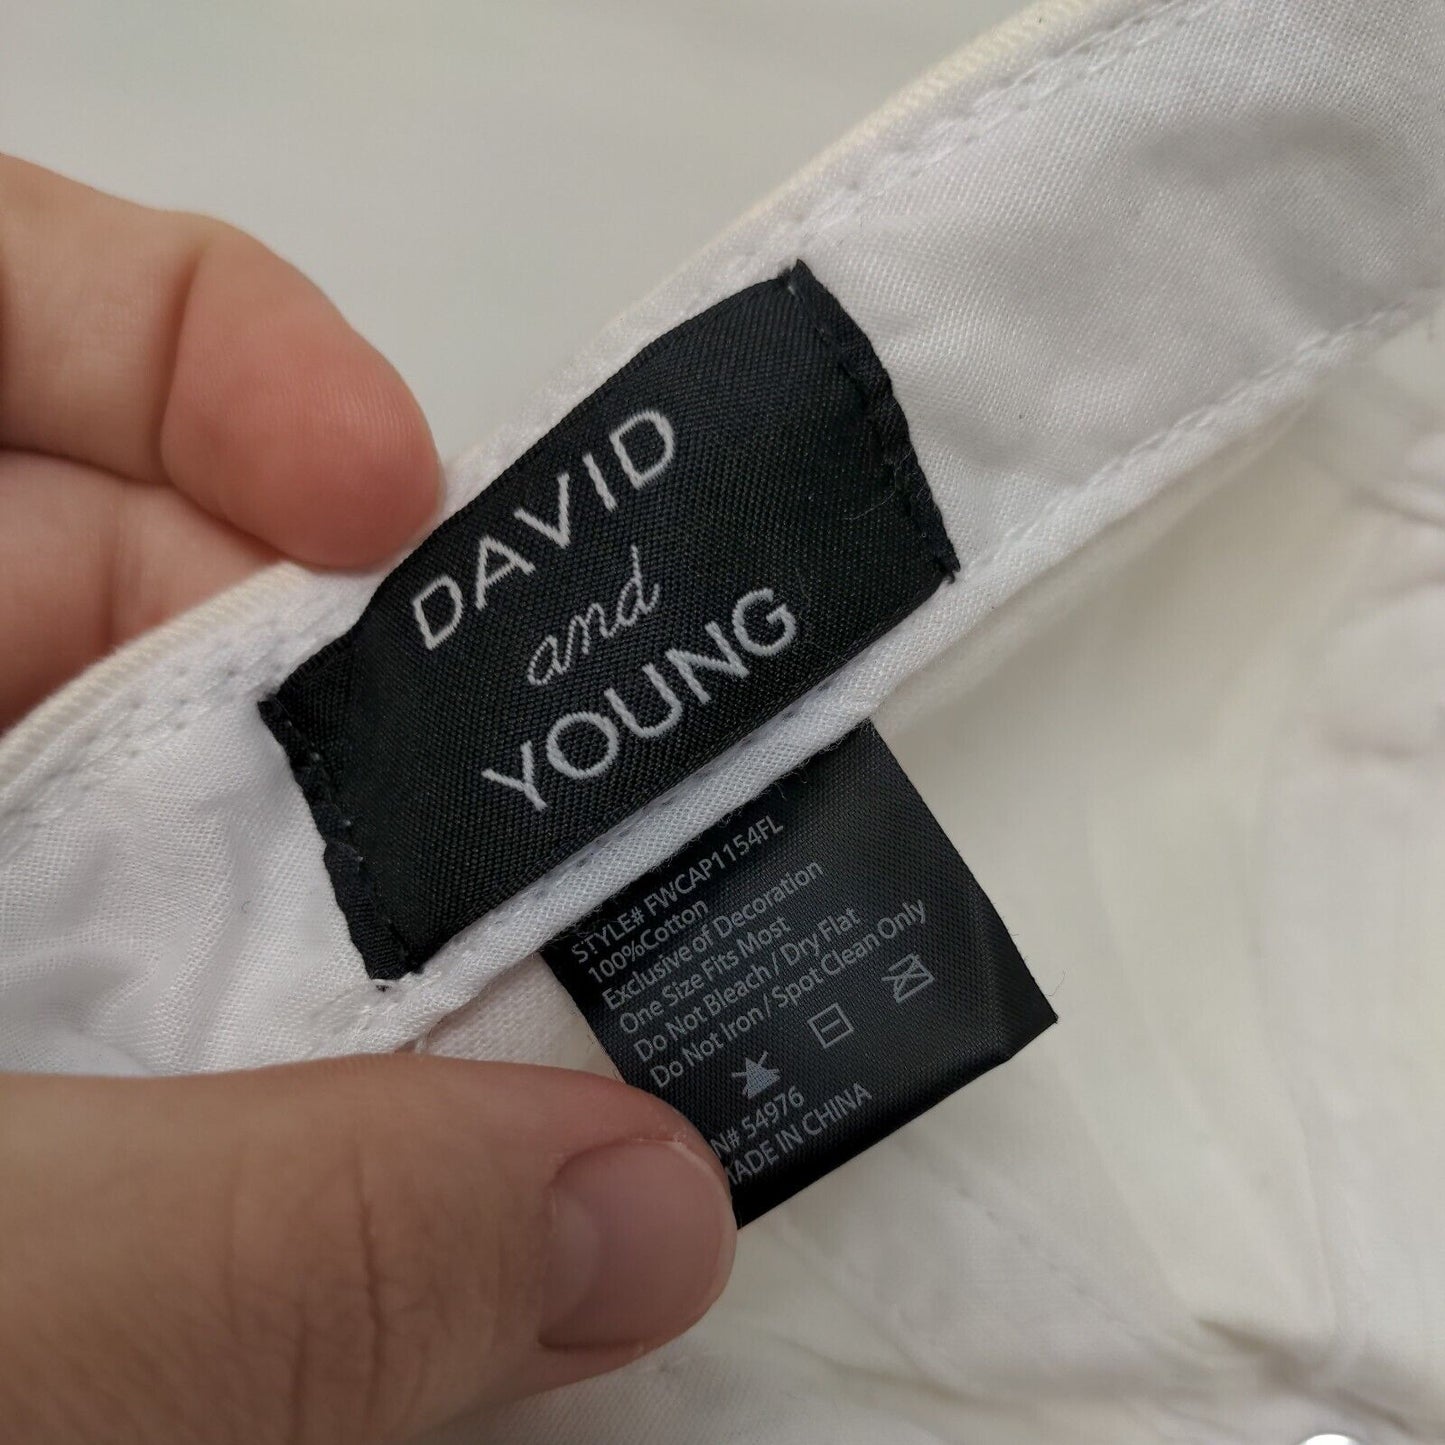 DAVID
and
YOUNG
STYLE# FWCAP1154FL
100%Cotton
Exclusive of Decoration
One Size Fits Most
Do Not Bleach / Dry Flat
Do Not Iron / Spot Clean Only
N# 54976
MADE IN CHINA